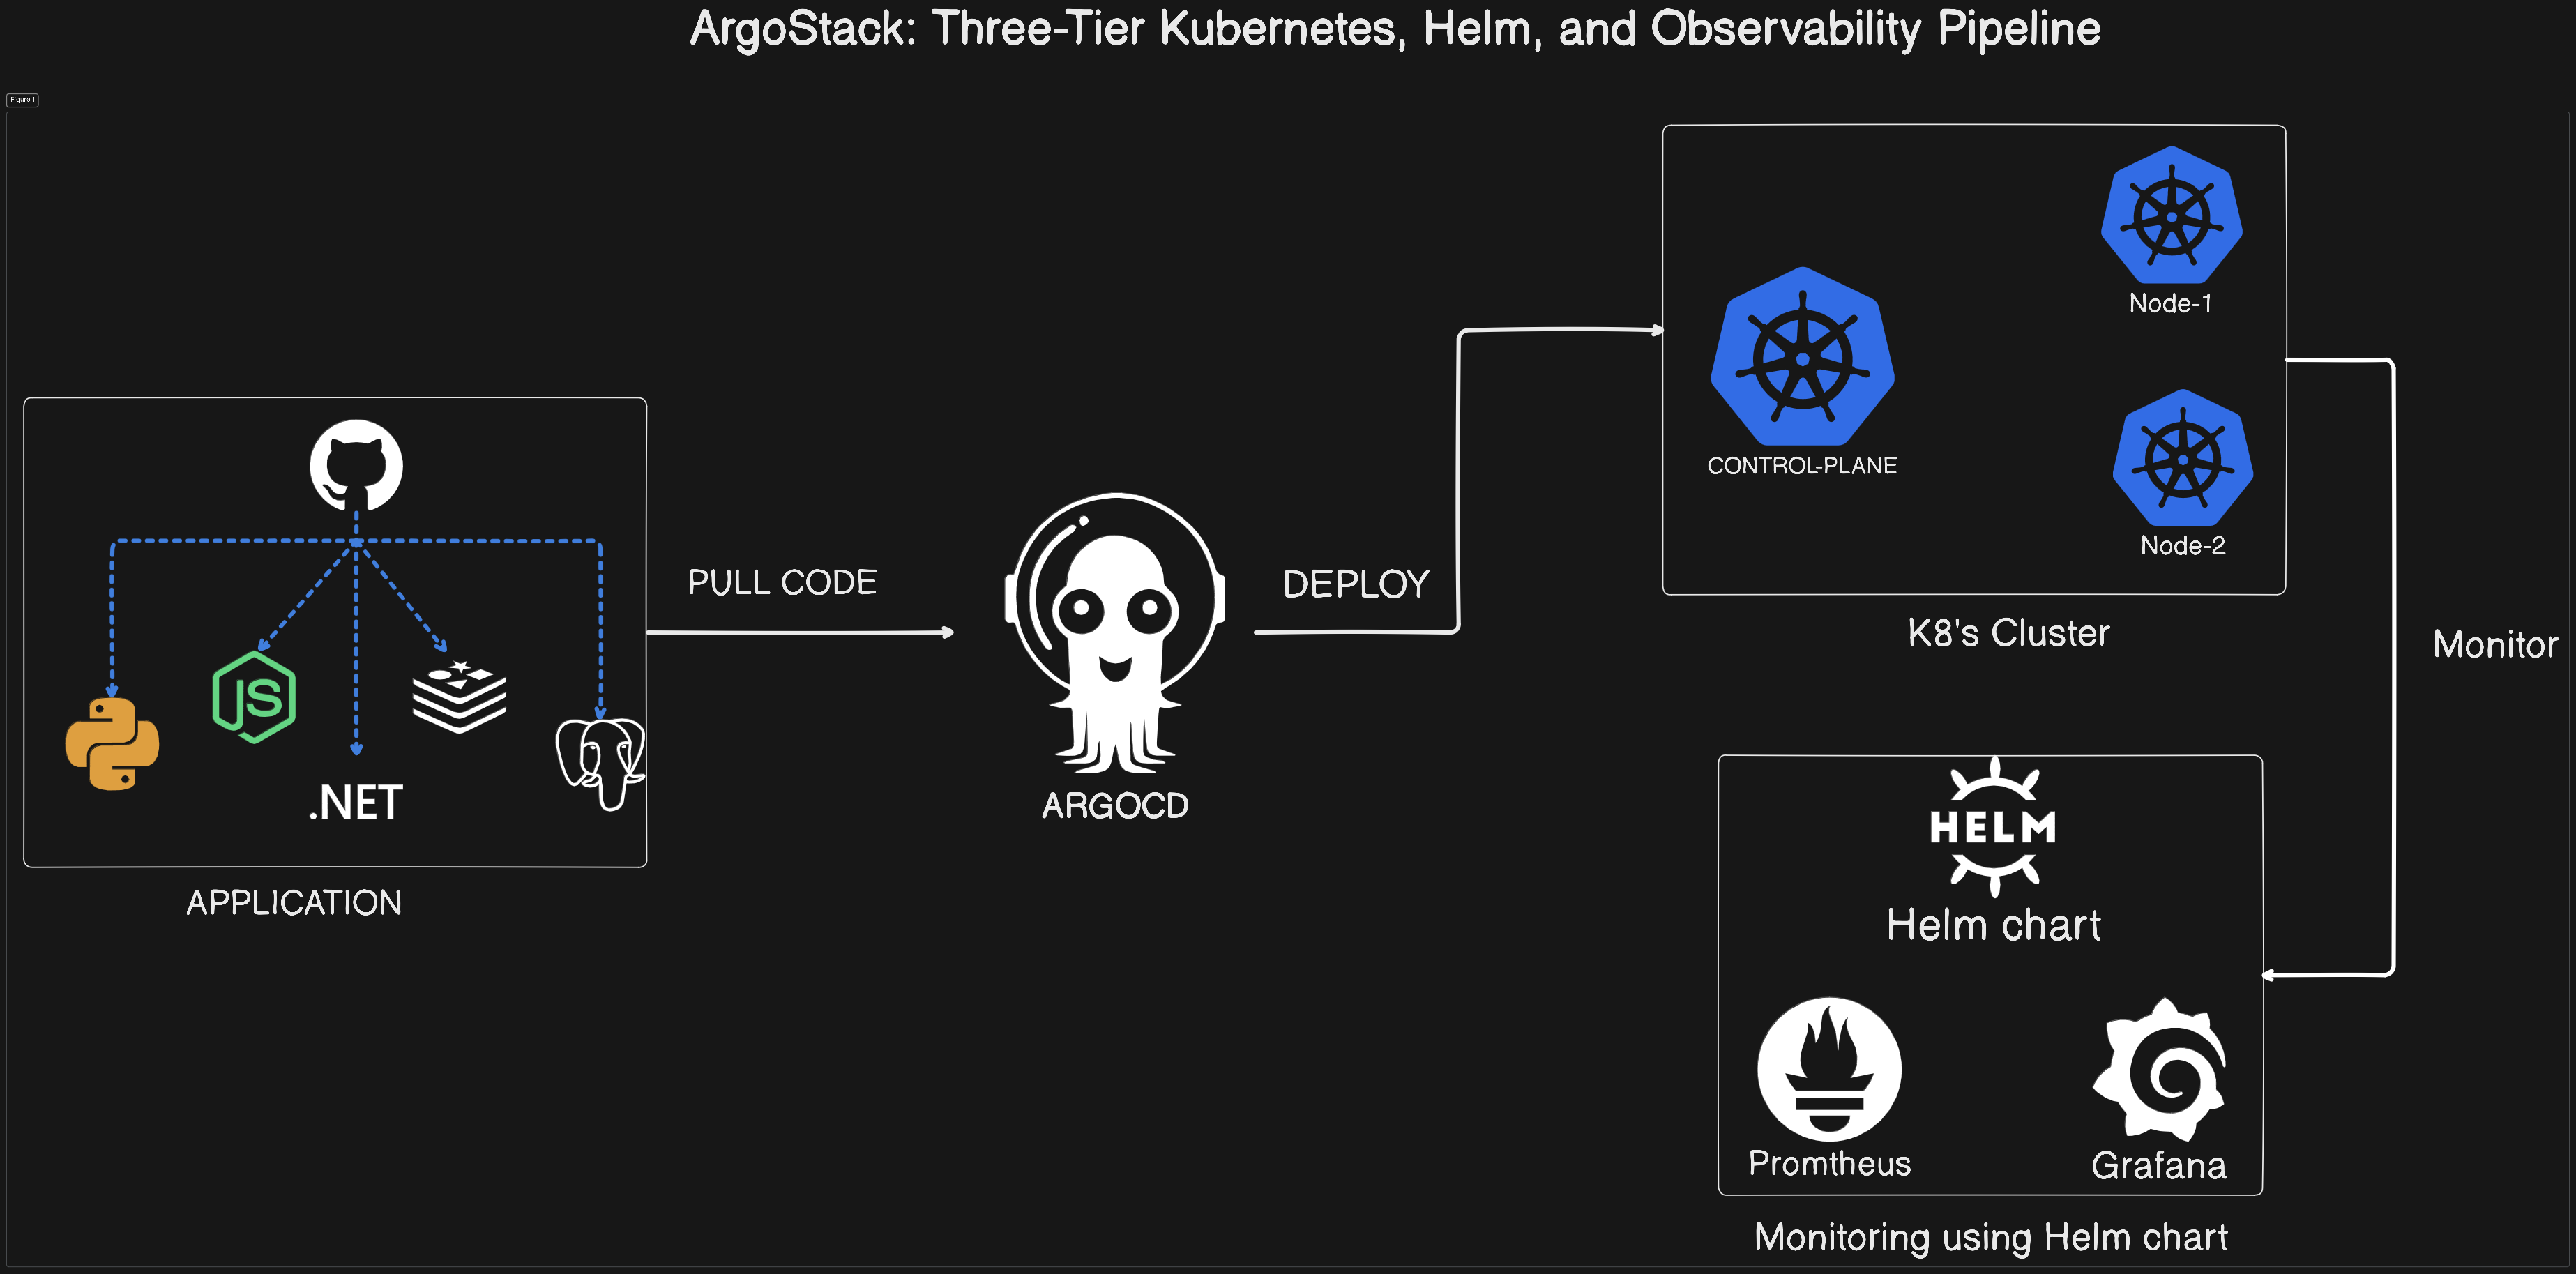 ArgoStack: Three-Tier Kubernetes, Helm, and Observability Pipeline
Figure 1
Node-1
CONTROL-PLANE
Node-2
K8's Cluster
PULL CODE
DEPLOY
Monitor
JS
.NET
APPLICATION
ARGOCD
HELM
Helm chart
Promtheus
Grafana
Monitoring using Helm chart